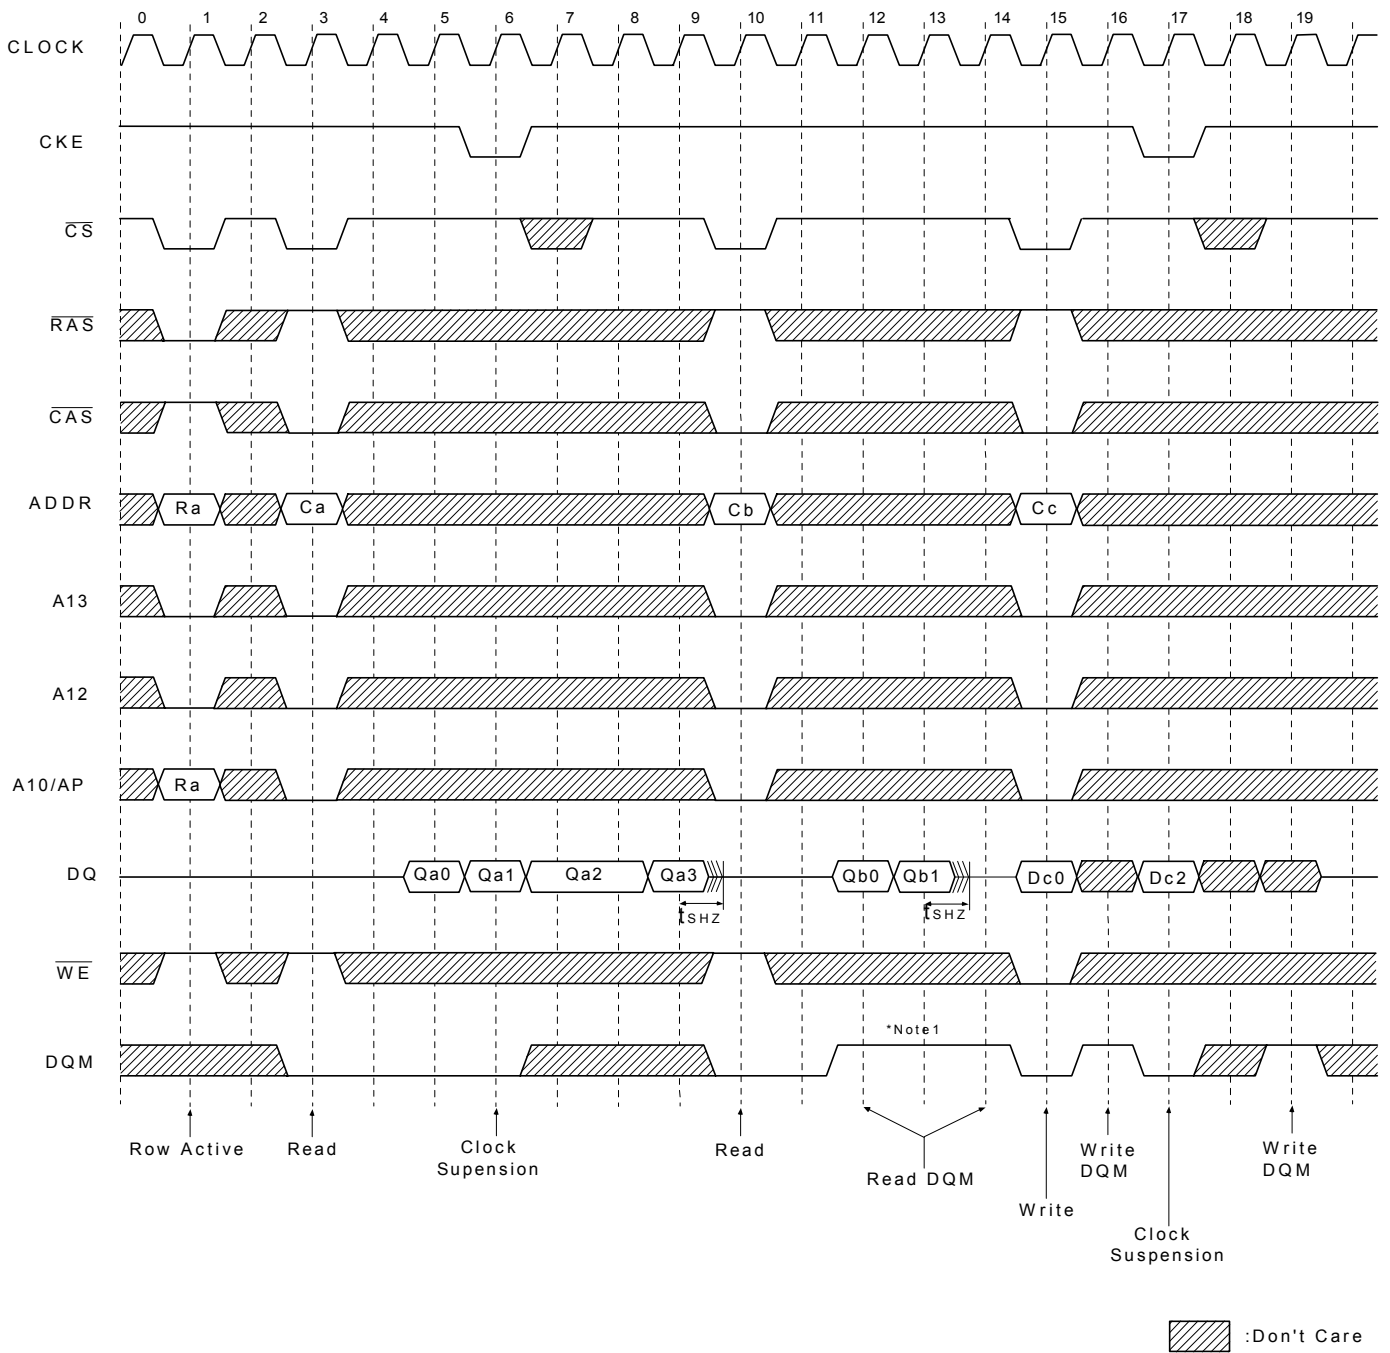 0 1 2 3 4 5 6 7 8 9 10 11 12 13 14 15 16 17 18 19
CLOCK
CKE
CS
RAS
CAS
ADDR Ra Ca Cb Cc
A13
A12
A10/AP Ra
DQ Qa0 Qa1 Qa2 Qa3 Qb0 Qb1 Dc0 Dc2
tSHZ tSHZ
WE
*Note1
DQM
Row Active Read Clock Read Write Write
Supension DQM DQM
Read DQM
Write
Clock
Suspension
:Don't Care